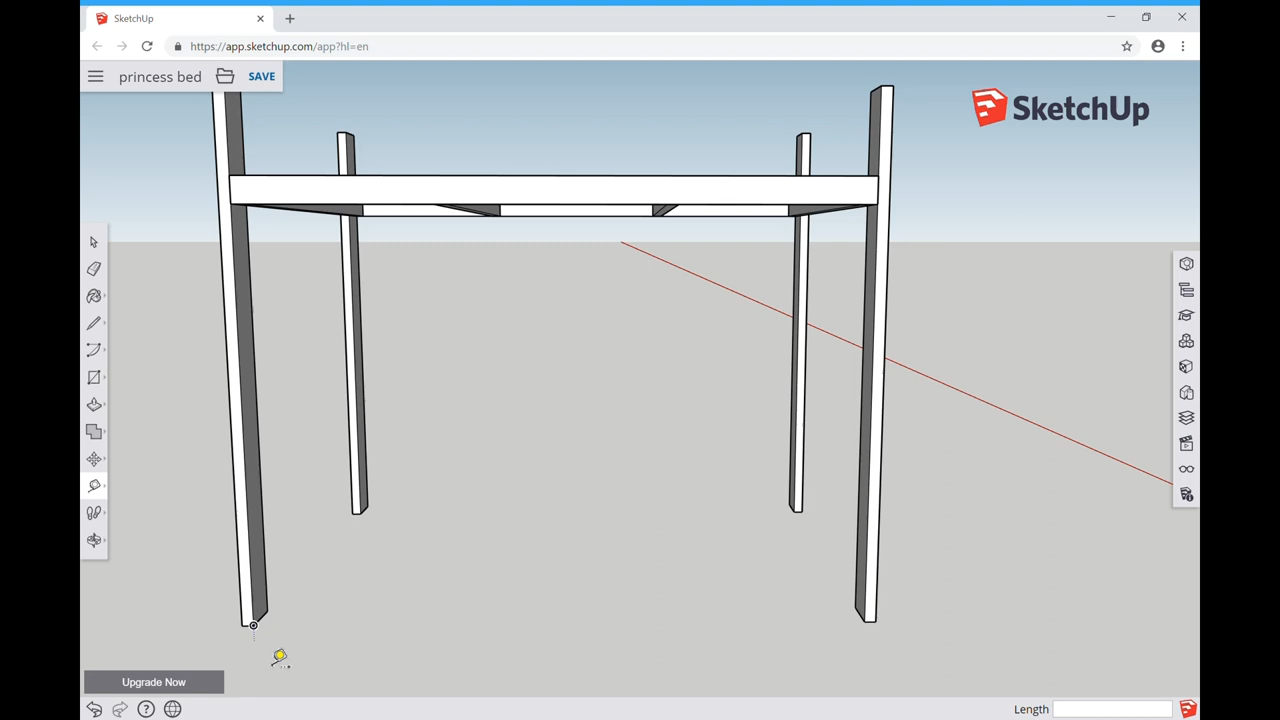 SketchUp
https://app.sketchup.com/app?hl=en
princess bed
SAVE
SketchUp
Upgrade Now
Length